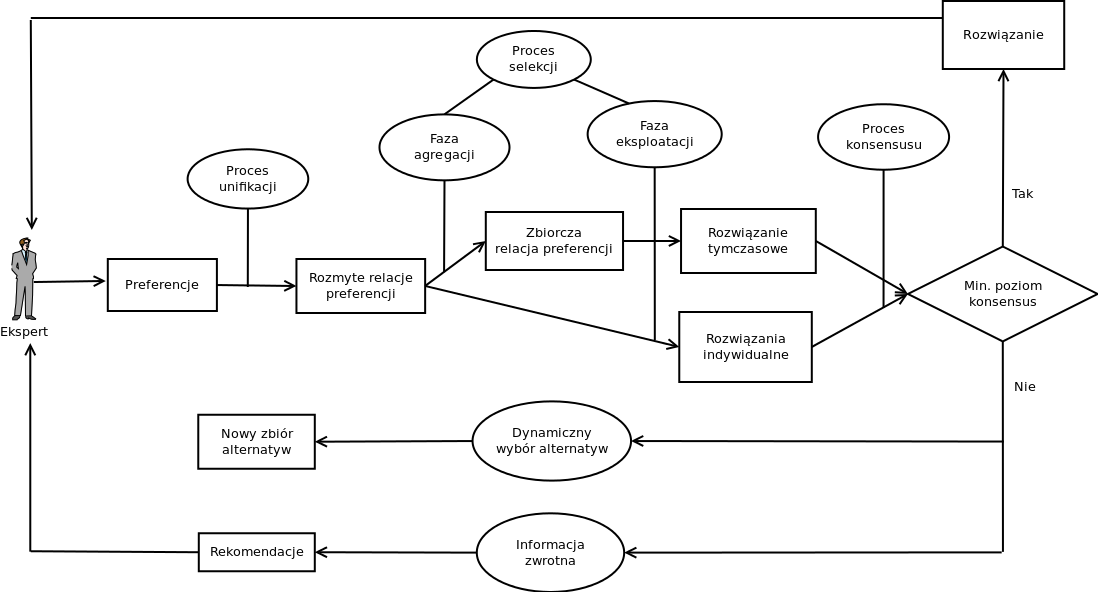 Rozwiązanie
Proces
selekcji
Faza
agregacji
Faza
eksploatacji
Proces
konsensusu
Proces
unifikacji
Tak
Zbiorcza
relacja preferencji
Rozwiązanie
tymczasowe
Preferencje
Rozmyte relacje
preferencji
Min. poziom
konsensus
Ekspert
Rozwiązania
indywidualne
Nie
Nowy zbiór
alternatyw
Dynamiczny
wybór alternatyw
Rekomendacje
Informacja
zwrotna